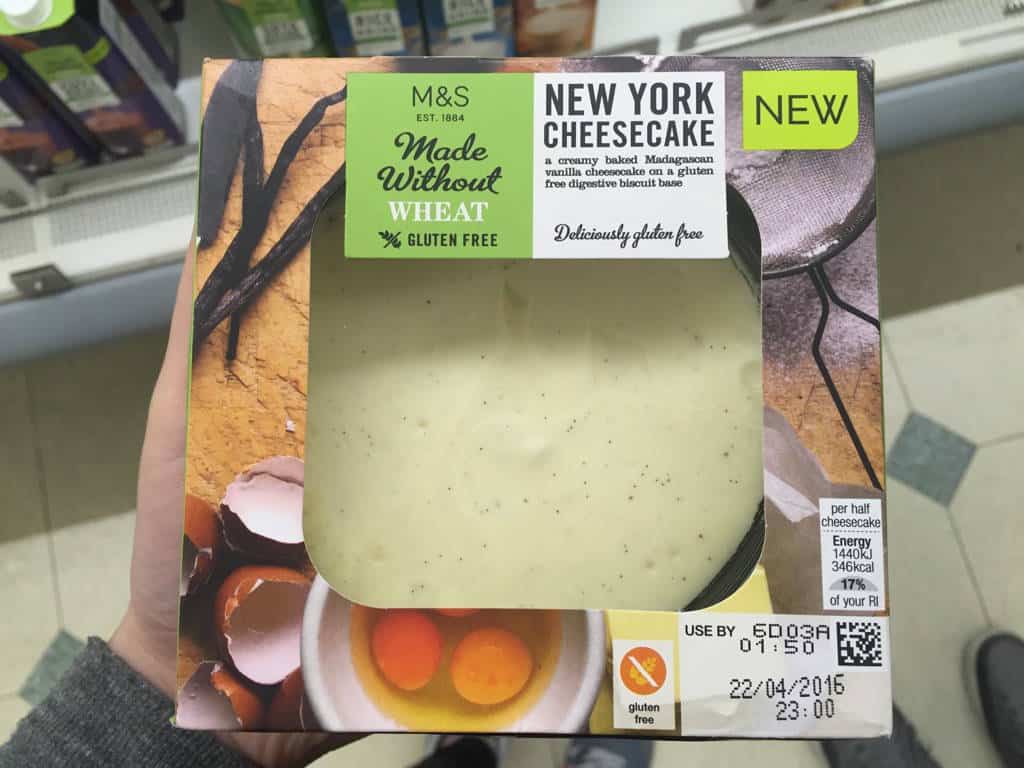 M&S
EST. 1884
Made
Without
WHEAT
GLUTEN FREE
NEW YORK
CHEESECAKE
a creamy baked Madagascan
vanilla cheesecake on a gluten
free digestive biscuit base
Deliciously gluten free
NEW
per half
cheesecake
Energy
1440kJ
346kcal
17%
of your RI
gluten
free
USE BY 6D03A
01:50
22/04/2016
23:00